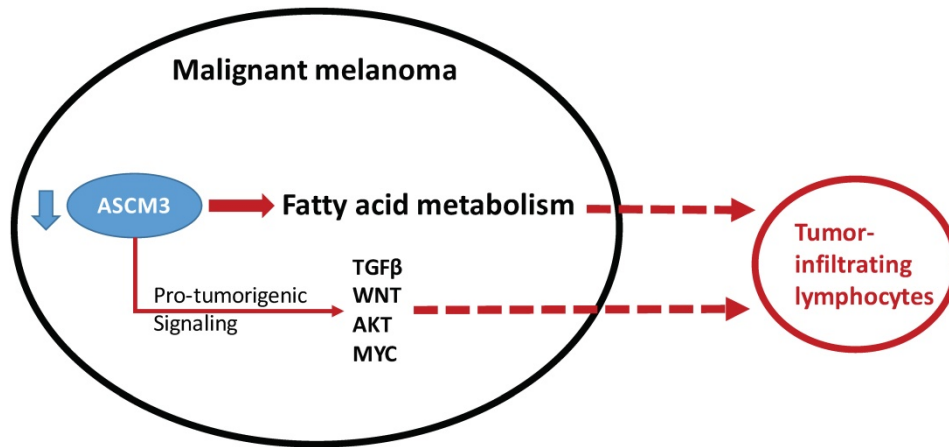 Malignant melanoma
ASCM3
Fatty acid metabolism
Pro-tumorigenic
Signaling
TGFβ
WNT
AKT
MYC
Tumor-
infiltrating
lymphocytes